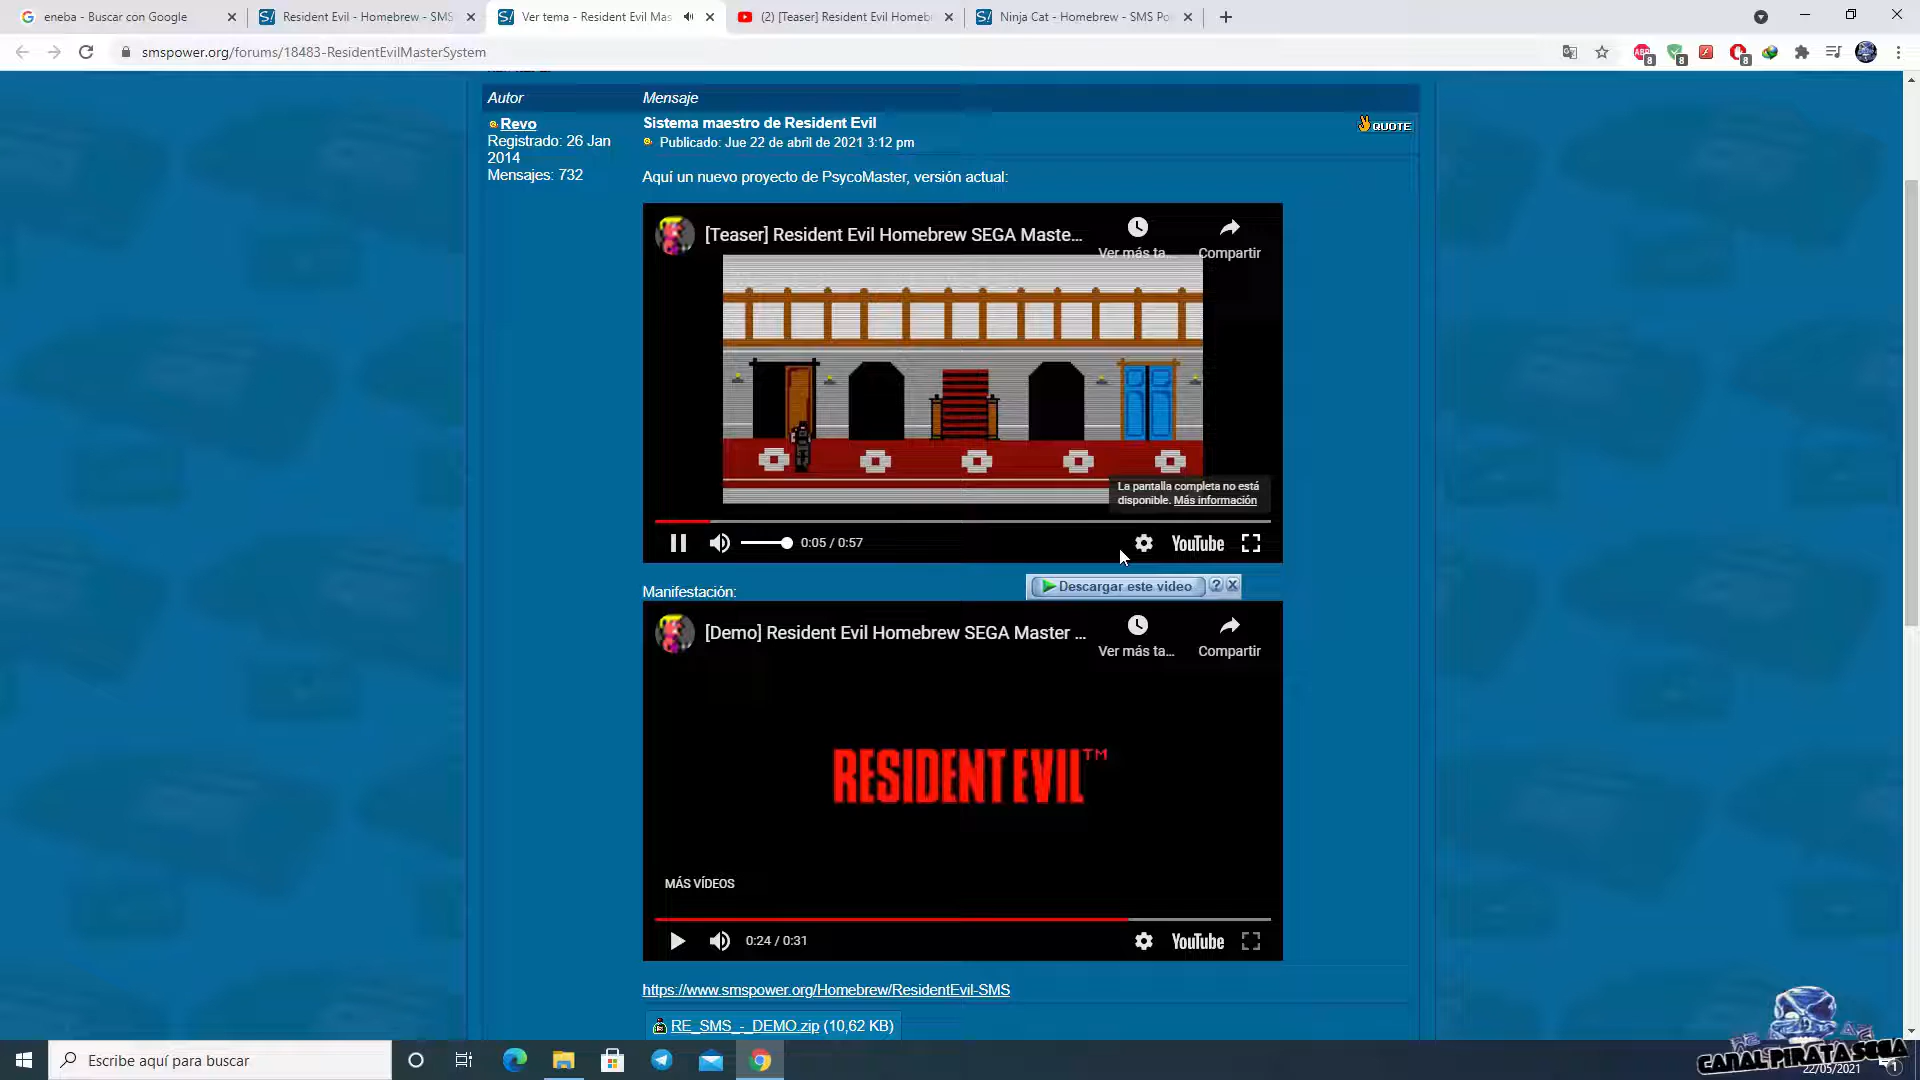 eneba - Buscar con Google
Resident Evil - Homebrew - SMS
Ver tema - Resident Evil Mas
(2) [Teaser] Resident Evil Homeb
Ninja Cat - Homebrew - SMS Po
smspower.org/forums/18483-ResidentEvilMasterSystem
8
8
8
Autor
Mensaje
Revo
Registrado: 26 Jan
2014
Mensajes: 732
Sistema maestro de Resident Evil
QUOTE
Publicado: Jue 22 de abril de 2021 3:12 pm
Aquí un nuevo proyecto de PsycoMaster, versión actual:
[Teaser] Resident Evil Homebrew SEGA Maste...
Ver más ta...
Compartir
La pantalla completa no está
disponible. Más información
0:05 / 0:57
YouTube
Manifestación:
Descargar este video
[Demo] Resident Evil Homebrew SEGA Master ...
Ver más ta...
Compartir
RESIDENT EVIL™
MÁS VÍDEOS
0:24 / 0:31
YouTube
https://www.smspower.org/Homebrew/ResidentEvil-SMS
RE_SMS_-_DEMO.zip (10,62 KB)
Escribe aquí para buscar
CANAL PIRATA SEGA
22/05/2021
1